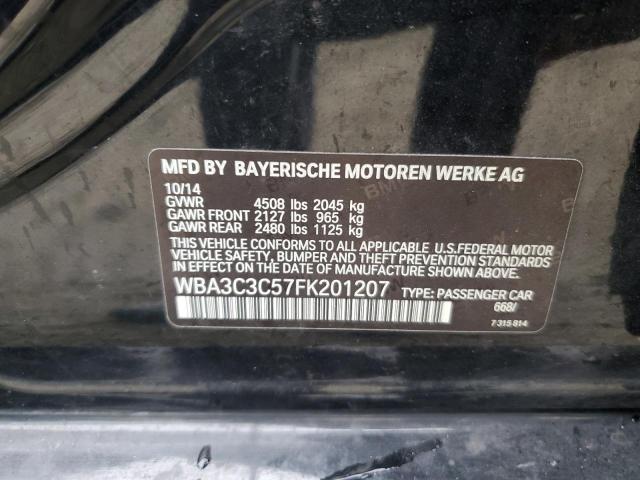 MFD BY BAYERISCHE MOTOREN WERKE AG
10/14
GVWR 4508 lbs 2045 kg
GAWR FRONT 2127 lbs 965 kg
GAWR REAR 2480 lbs 1125 kg
THIS VEHICLE CONFORMS TO ALL APPLICABLE U.S.FEDERAL MOTOR
VEHICLE SAFETY, BUMPER AND THEFT PREVENTION STANDARDS
IN EFFECT ON THE DATE OF MANUFACTURE SHOWN ABOVE.
WBA3C3C57FK201207 TYPE: PASSENGER CAR
668/
7 315 814